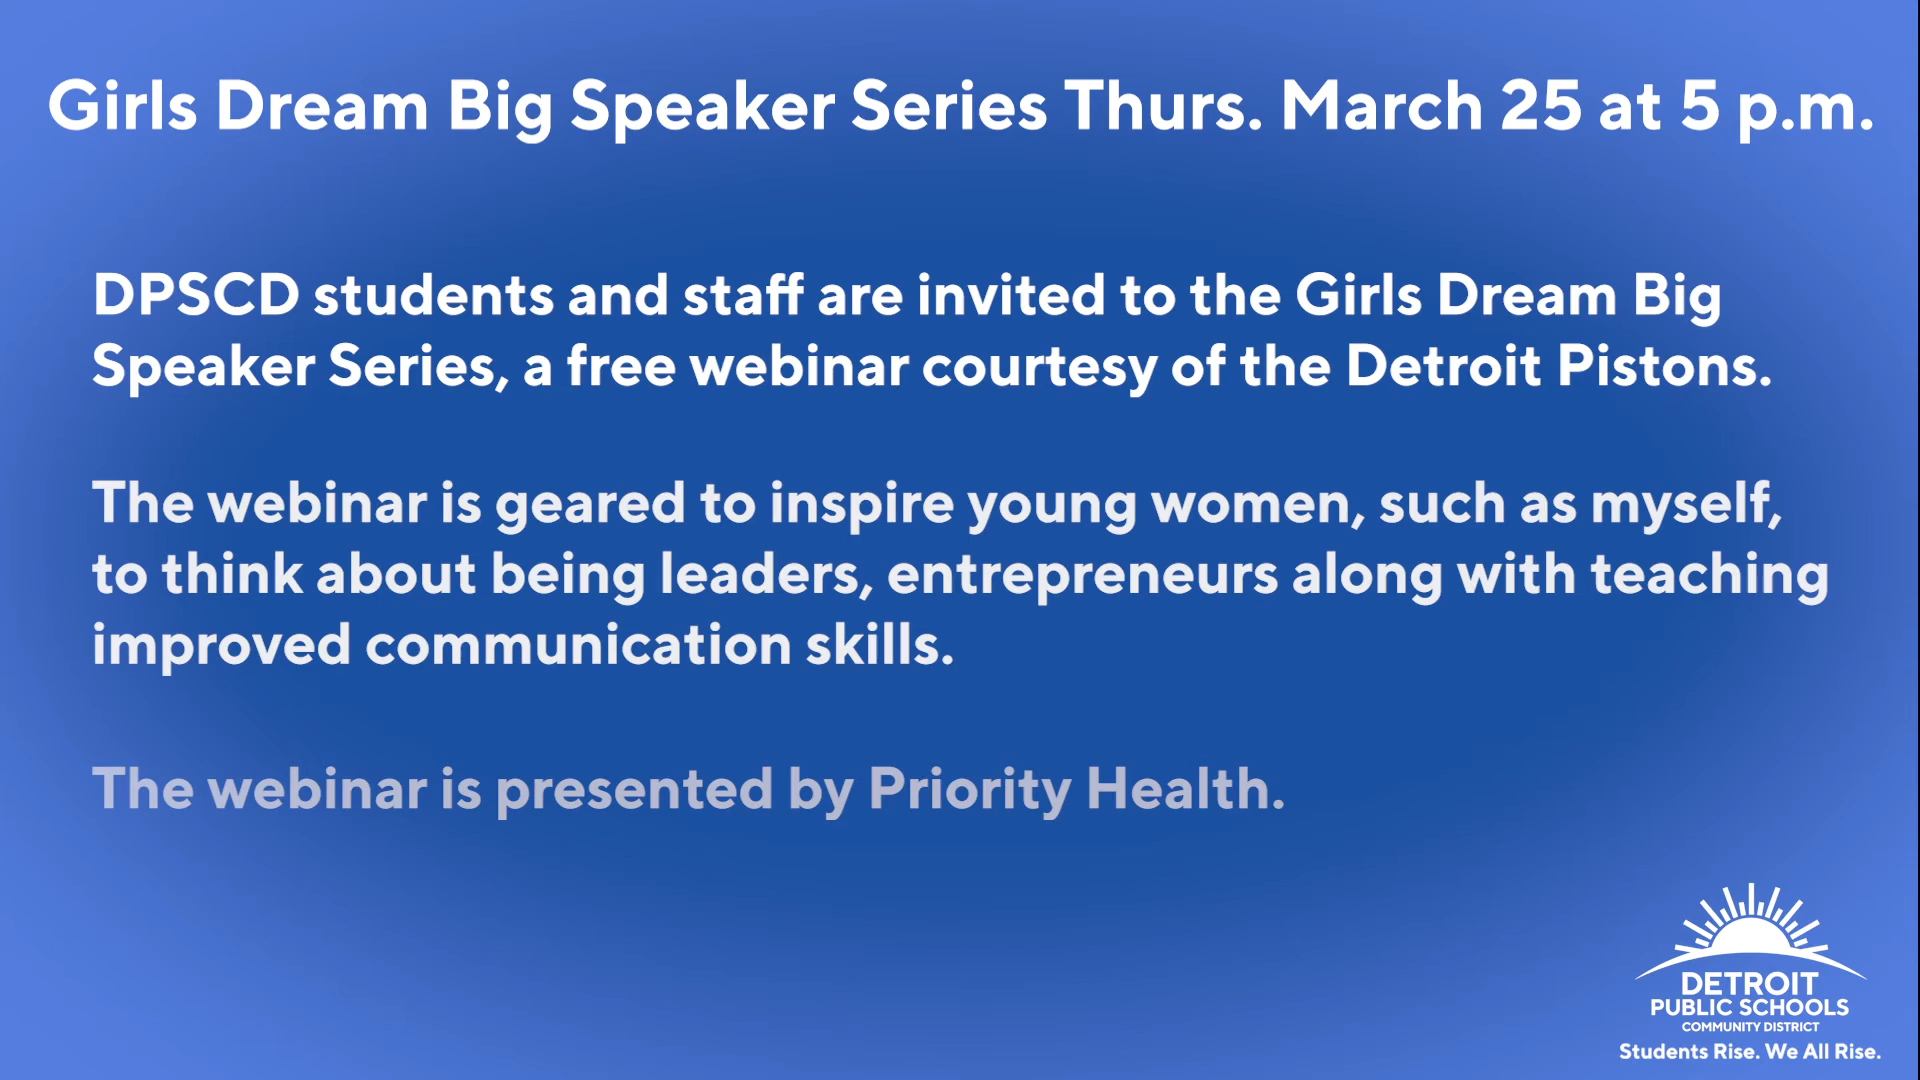 Girls Dream Big Speaker Series Thurs. March 25 at 5 p.m.
DPSCD students and staff are invited to the Girls Dream Big
Speaker Series, a free webinar courtesy of the Detroit Pistons.
The webinar is geared to inspire young women, such as myself,
to think about being leaders, entrepreneurs along with teaching
improved communication skills.
The webinar is presented by Priority Health.
DETROIT
PUBLIC SCHOOLS
COMMUNITY DISTRICT
Students Rise. We All Rise.